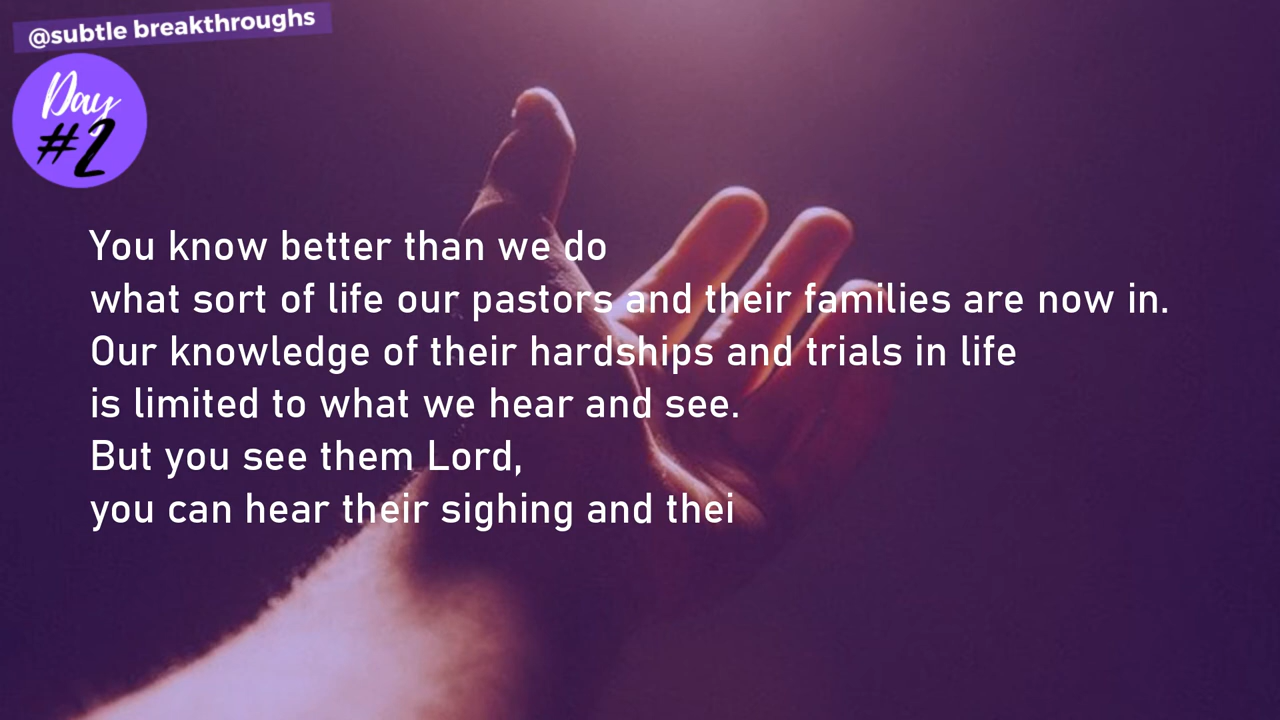 @subtle breakthroughs
Day
#2
You know better than we do
what sort of life our pastors and their families are now in.
Our knowledge of their hardships and trials in life
is limited to what we hear and see.
But you see them Lord,
you can hear their sighing and thei